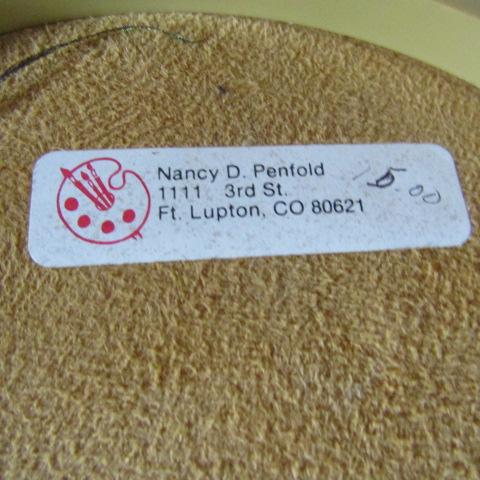 Nancy D. Penfold
1111 3rd St.
Ft. Lupton, CO 80621
15.00